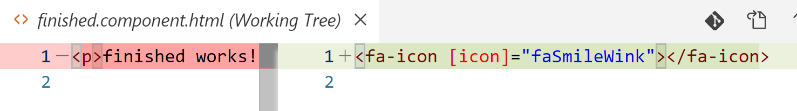 <> finished.component.html (Working Tree) ×
1 - <p>finished works!
2
1 + <fa-icon [icon]="faSmileWink"></fa-icon>
2